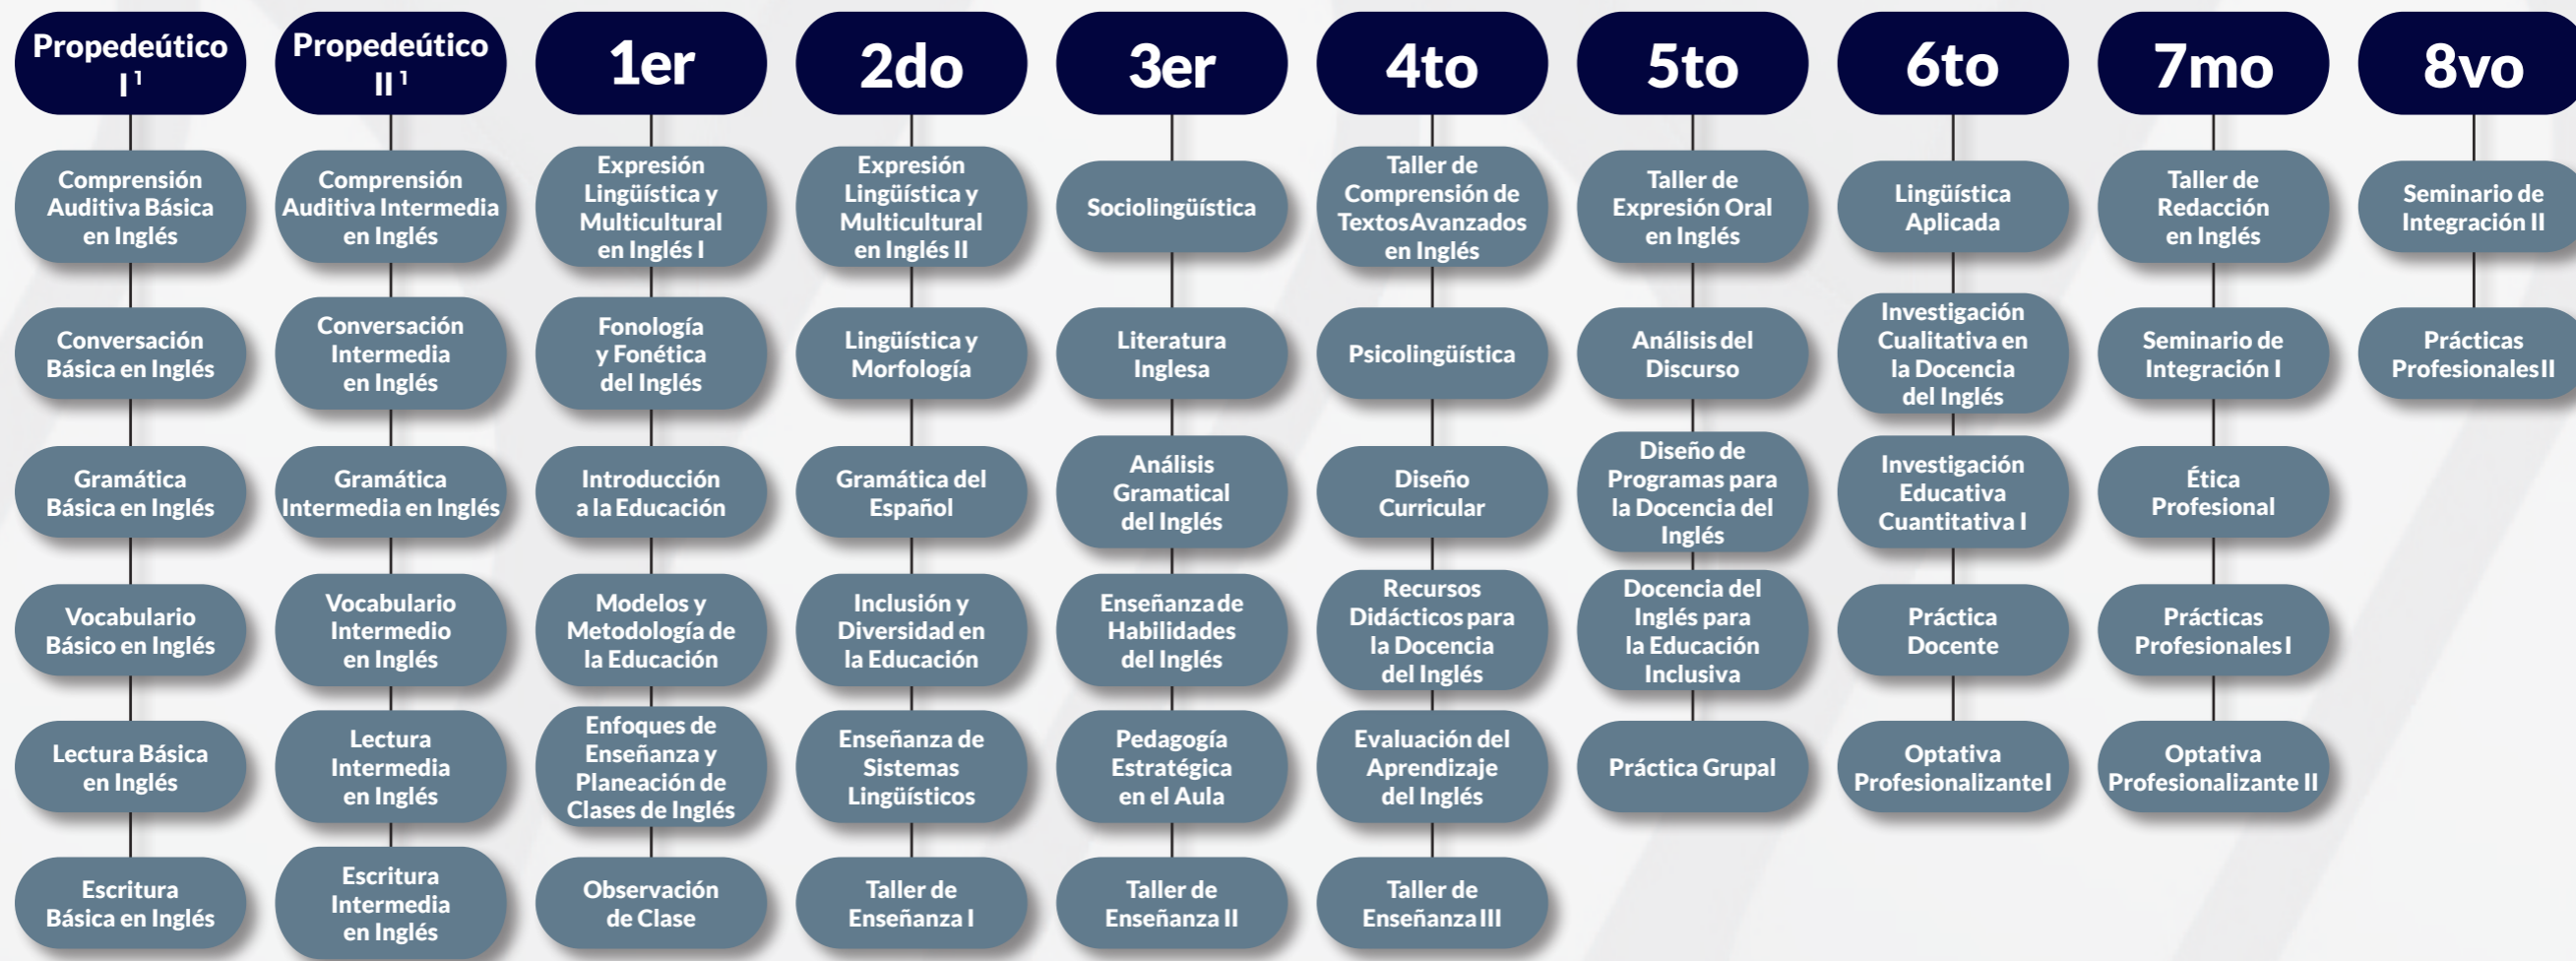 Propedeútico
I ¹
Comprensión
Auditiva Básica
en Inglés
Conversación
Básica en Inglés
Gramática
Básica en Inglés
Vocabulario
Básico en Inglés
Lectura Básica
en Inglés
Escritura
Básica en Inglés
Propedeútico
II ¹
Comprensión
Auditiva Intermedia
en Inglés
Conversación
Intermedia
en Inglés
Gramática
Intermedia en Inglés
Vocabulario
Intermedio
en Inglés
Lectura
Intermedia
en Inglés
Escritura
Intermedia
en Inglés
1er
Expresión
Lingüística y
Multicultural
en Inglés I
Fonología
y Fonética
del Inglés
Introducción
a la Educación
Modelos y
Metodología de
la Educación
Enfoques de
Enseñanza y
Planeación de
Clases de Inglés
Observación
de Clase
2do
Expresión
Lingüística y
Multicultural
en Inglés II
Lingüística y
Morfología
Gramática del
Español
Inclusión y
Diversidad en
la Educación
Enseñanza de
Sistemas
Lingüísticos
Taller de
Enseñanza I
3er
Sociolingüística
Literatura
Inglesa
Análisis
Gramatical
del Inglés
Enseñanza de
Habilidades
del Inglés
Pedagogía
Estratégica
en el Aula
Taller de
Enseñanza II
4to
Taller de
Comprensión de
Textos Avanzados
en Inglés
Psicolingüística
Diseño
Curricular
Recursos
Didácticos para
la Docencia
del Inglés
Evaluación del
Aprendizaje
del Inglés
Taller de
Enseñanza III
5to
Taller de
Expresión Oral
en Inglés
Análisis del
Discurso
Diseño de
Programas para
la Docencia del
Inglés
Docencia del
Inglés para
la Educación
Inclusiva
Práctica Grupal
6to
Lingüística
Aplicada
Investigación
Cualitativa en
la Docencia
del Inglés
Investigación
Educativa
Cuantitativa I
Práctica
Docente
Optativa
Profesionalizante I
7mo
Taller de
Redacción
en Inglés
Seminario de
Integración I
Ética
Profesional
Prácticas
Profesionales I
Optativa
Profesionalizante II
8vo
Seminario de
Integración II
Prácticas
Profesionales II